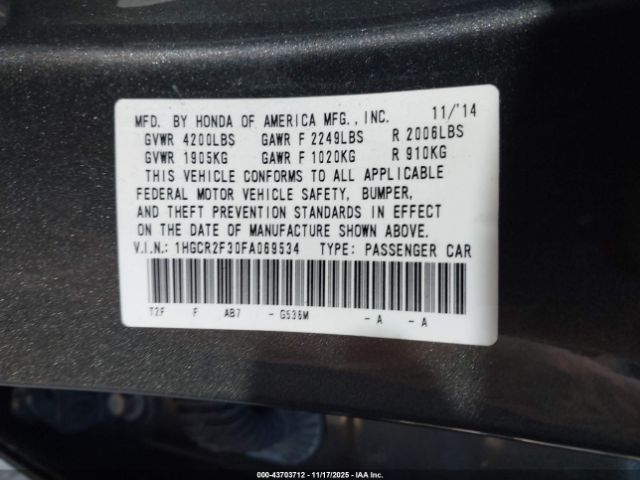 MFD. BY HONDA OF AMERICA MFG., INC. 11/'14
GVWR 4200LBS GAWR F 2249LBS R 2006LBS
GVWR 1905KG GAWR F 1020KG R 910KG
THIS VEHICLE CONFORMS TO ALL APPLICABLE
FEDERAL MOTOR VEHICLE SAFETY, BUMPER,
AND THEFT PREVENTION STANDARDS IN EFFECT
ON THE DATE OF MANUFACTURE SHOWN ABOVE.
V.I.N.: 1HGCR2F30FA069534 TYPE: PASSENGER CAR
T2F F AB7 - G536M - A - A
000-43703712 - 11/17/2025 - IAAI.COM